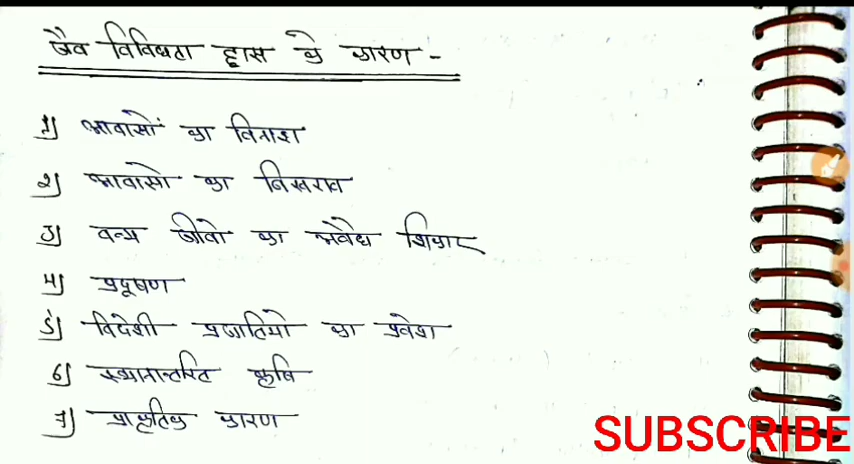 जैव विविधता ह्रास के कारण -
1) आवासों का विनाश
2) आवासो का बिखराव
3) वन्य जीवो का अवैध शिकार
4) प्रदूषण
5) विदेशी प्रजातियो का प्रवेश
6) स्थानान्तरित कृषि
7) प्राकृतिक कारण
SUBSCRIBE